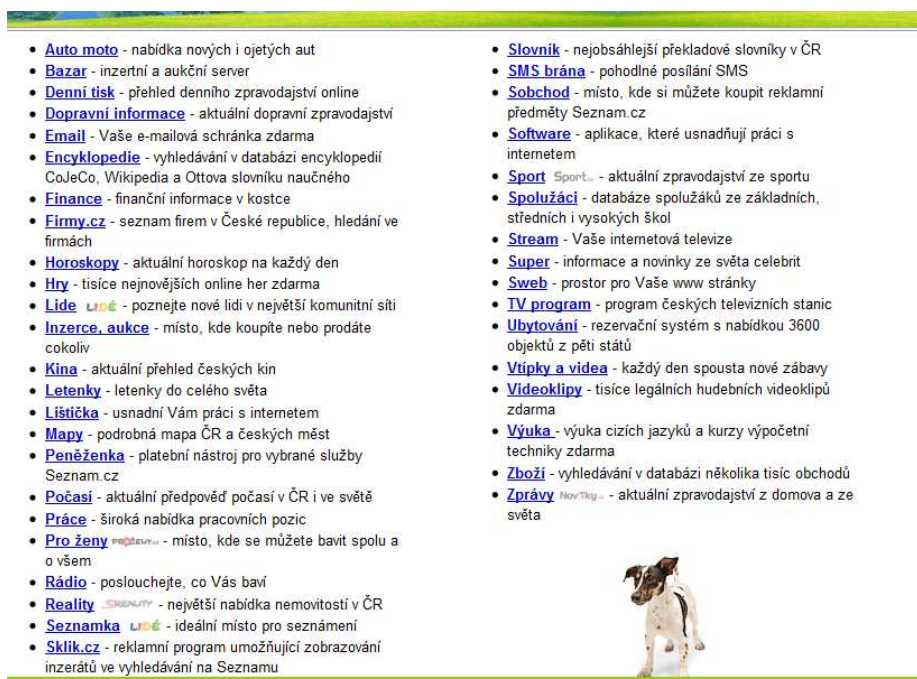 Auto moto - nabídka nových i ojetých aut
Bazar - inzertní a aukční server
Denní tisk - přehled denního zpravodajství online
Dopravní informace - aktuální dopravní zpravodajství
Email - Vaše e-mailová schránka zdarma
Encyklopedie - vyhledávání v databázi encyklopedií
CoJeCo, Wikipedia a Ottova slovníku naučného
Finance - finanční informace v kostce
Firmy.cz - seznam firem v České republice, hledání ve
firmách
Horoskopy - aktuální horoskop na každý den
Hry - tisíce nejnovějších online her zdarma
Lide LIDÉ - poznejte nové lidi v největší komunitní síti
Inzerce, aukce - místo, kde koupíte nebo prodáte
cokoliv
Kina - aktuální přehled českých kin
Letenky - letenky do celého světa
Lištička - usnadní Vám práci s internetem
Mapy - podrobná mapa ČR a českých měst
Peněženka - platební nástroj pro vybrané služby
Seznam.cz
Počasí - aktuální předpověď počasí v ČR i ve světě
Práce - široká nabídka pracovních pozic
Pro ženy PROŽENY.cz - místo, kde se můžete bavit spolu a
o všem
Rádio - poslouchejte, co Vás baví
Reality SREALITY - největší nabídka nemovitostí v ČR
Seznamka LIDÉ - ideální místo pro seznámení
Sklik.cz - reklamní program umožňující zobrazování
inzerátů ve vyhledávání na Seznamu
Slovník - nejobsáhlejší překladové slovníky v ČR
SMS brána - pohodlné posílání SMS
Sobchod - místo, kde si můžete koupit reklamní
předměty Seznam.cz
Software - aplikace, které usnadňují práci s
internetem
Sport Sport.cz - aktuální zpravodajství ze sportu
Spolužáci - databáze spolužáků ze základních,
středních i vysokých škol
Stream - Vaše internetová televize
Super - informace a novinky ze světa celebrit
Sweb - prostor pro Vaše www stránky
TV program - program českých televizních stanic
Ubytování - rezervační systém s nabídkou 3600
objektů z pěti států
Vtípky a videa - každý den spousta nové zábavy
Videoklipy - tisíce legálních hudebních videoklipů
zdarma
Výuka - výuka cizích jazyků a kurzy výpočetní
techniky zdarma
Zboží - vyhledávání v databázi několika tisíc obchodů
Zprávy Novinky.cz - aktuální zpravodajství z domova a ze
světa